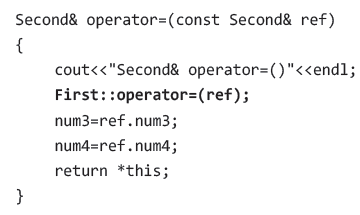 Second& operator=(const Second& ref)
{
    cout<<"Second& operator=()"<<endl;
    First::operator=(ref);
    num3=ref.num3;
    num4=ref.num4;
    return *this;
}